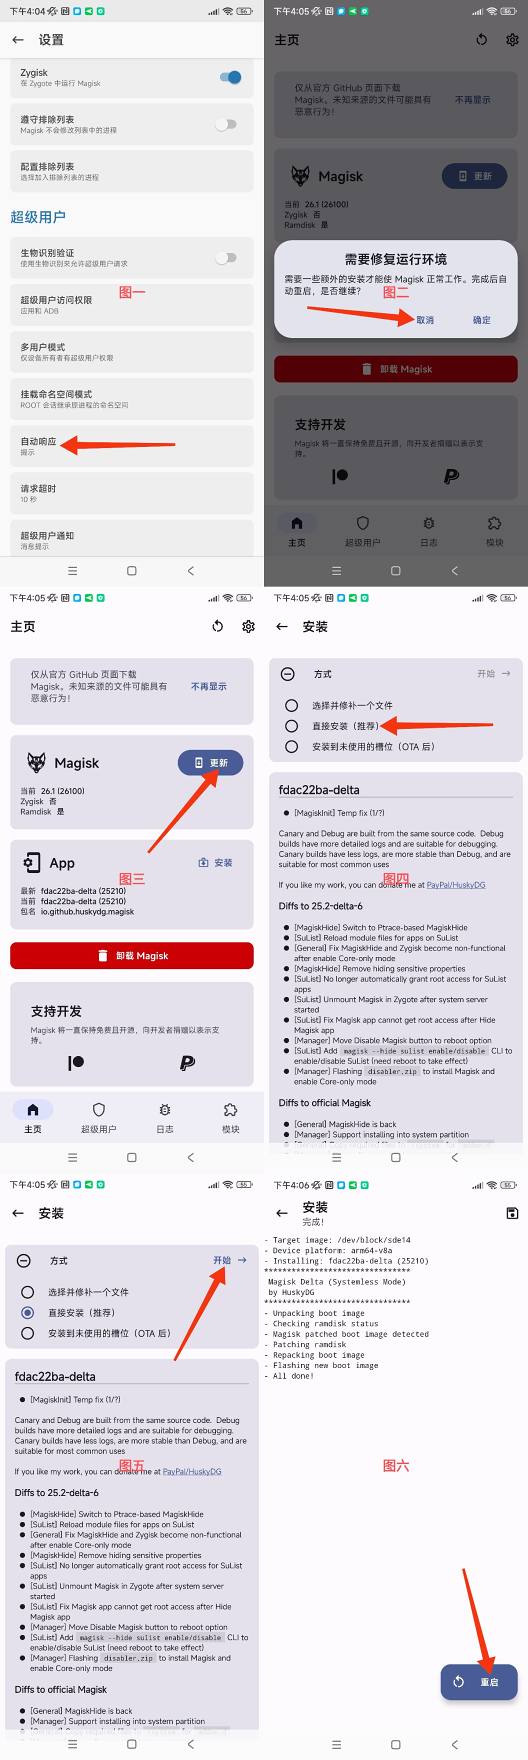 下午4:04
56
设置
Zygisk
在 Zygote 中运行 Magisk
遵守排除列表
Magisk 不会修改列表中的进程
配置排除列表
选择加入排除列表的进程
超级用户
生物识别验证
使用生物识别来允许超级用户请求
图一
超级用户访问权限
应用和 ADB
多用户模式
仅设备所有者有超级用户权限
挂载命名空间模式
ROOT 会话继承原进程的命名空间
自动响应
提示
请求超时
10 秒
超级用户通知
消息提示
下午4:05
56
主页
仅从官方 GitHub 页面下载
Magisk。未知来源的文件可能具有
恶意行为！
不再显示
Magisk
更新
当前 26.1 (26100)
Zygisk 否
Ramdisk 是
需要修复运行环境
需要一些额外的安装才能使 Magisk 正常工作。完成后自
动重启，是否继续？
图二
取消
确定
卸载 Magisk
支持开发
Magisk 将一直保持免费且开源，向开发者捐赠以表示支
持。
主页
超级用户
日志
模块
下午4:05
56
主页
仅从官方 GitHub 页面下载
Magisk。未知来源的文件可能具有
恶意行为！
不再显示
Magisk
更新
当前 26.1 (26100)
Zygisk 否
Ramdisk 是
App
安装
图三
最新 fdac22ba-delta (25210)
当前 fdac22ba-delta (25210)
包名 io.github.huskydg.magisk
卸载 Magisk
支持开发
Magisk 将一直保持免费且开源，向开发者捐赠以表示支
持。
主页
超级用户
日志
模块
下午4:05
56
安装
方式
开始
选择并修补一个文件
直接安装（推荐）
安装到未使用的槽位（OTA 后）
fdac22ba-delta
[MagiskInit] Temp fix (1/?)
Canary and Debug are built from the same source code. Debug
builds have more detailed logs and are suitable for debugging.
Canary builds have less logs, are more stable than Debug, and are
suitable for most common uses
图四
If you like my work, you can donate me at PayPal/HuskyDG
Diffs to 25.2-delta-6
[MagiskHide] Switch to Ptrace-based MagiskHide
[SuList] Reload module files for apps on SuList
[General] Fix MagiskHide and Zygisk become non-functional
after enable Core-only mode
[MagiskHide] Remove hiding sensitive properties
[SuList] No longer automatically grant root access for SuList
apps
[SuList] Unmount Magisk in Zygote after system server
started
[SuList] Fix Magisk app cannot get root access after Hide
Magisk app
[Manager] Move Disable Magisk button to reboot option
[SuList] Add magisk --hide sulist enable/disable CLI to
enable/disable SuList (need reboot to take effect)
[Manager] Flashing disabler.zip to install Magisk and
enable Core-only mode
Diffs to official Magisk
[General] MagiskHide is back
[Manager] Support installing into system partition
下午4:05
56
安装
方式
开始
选择并修补一个文件
直接安装（推荐）
安装到未使用的槽位（OTA 后）
fdac22ba-delta
[MagiskInit] Temp fix (1/?)
Canary and Debug are built from the same source code. Debug
builds have more detailed logs and are suitable for debugging.
Canary builds have less logs, are more stable than Debug, and are
suitable for most common uses
图五
If you like my work, you can donate me at PayPal/HuskyDG
Diffs to 25.2-delta-6
[MagiskHide] Switch to Ptrace-based MagiskHide
[SuList] Reload module files for apps on SuList
[General] Fix MagiskHide and Zygisk become non-functional
after enable Core-only mode
[MagiskHide] Remove hiding sensitive properties
[SuList] No longer automatically grant root access for SuList
apps
[SuList] Unmount Magisk in Zygote after system server
started
[SuList] Fix Magisk app cannot get root access after Hide
Magisk app
[Manager] Move Disable Magisk button to reboot option
[SuList] Add magisk --hide sulist enable/disable CLI to
enable/disable SuList (need reboot to take effect)
[Manager] Flashing disabler.zip to install Magisk and
enable Core-only mode
Diffs to official Magisk
[General] MagiskHide is back
[Manager] Support installing into system partition
下午4:06
56
安装
完成！
- Target image: /dev/block/sde14
- Device platform: arm64-v8a
- Installing: fdac22ba-delta (25210)
*******************************
Magisk Delta (Systemless Mode)
by HuskyDG
*******************************
- Unpacking boot image
- Checking ramdisk status
- Magisk patched boot image detected
- Patching ramdisk
- Repacking boot image
- Flashing new boot image
- All done!
图六
重启